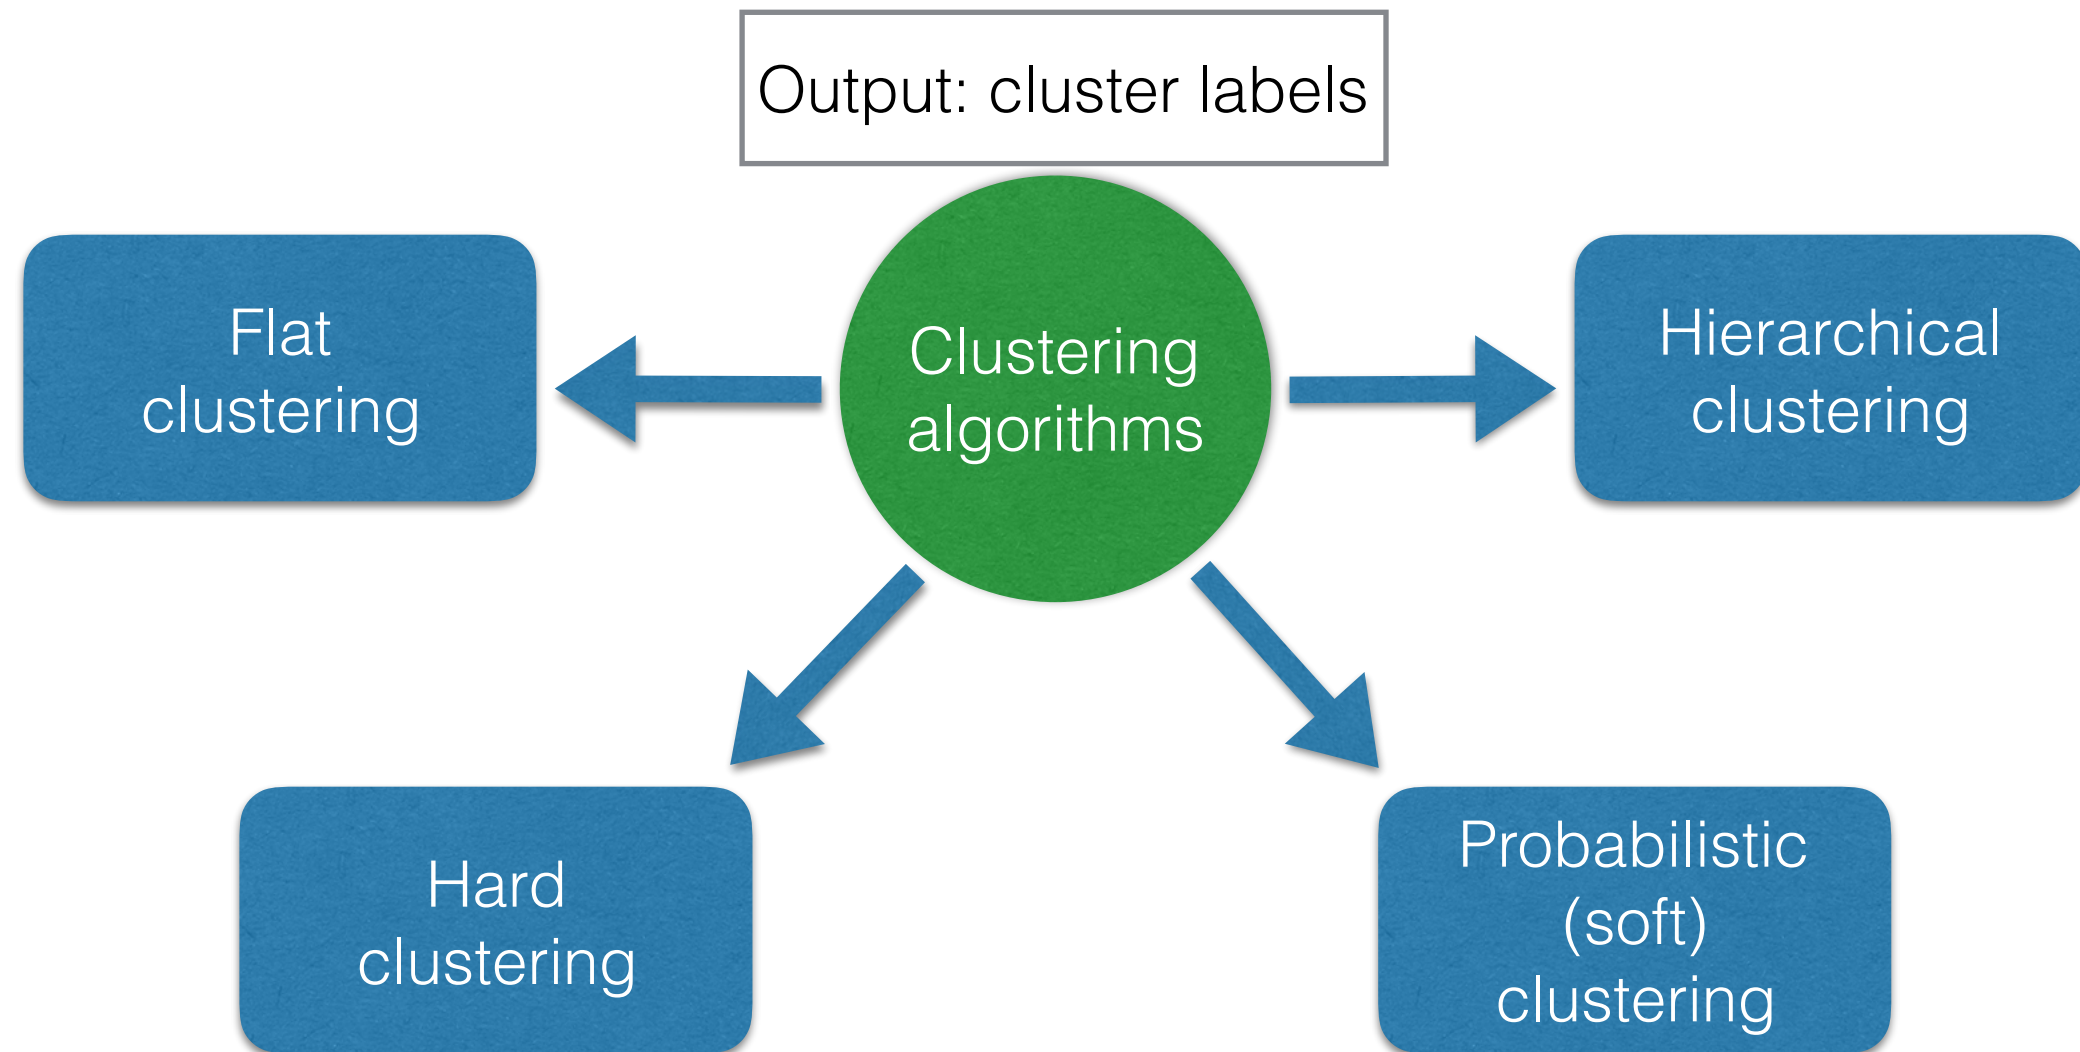 Output: cluster labels
Flat
clustering
Clustering
algorithms
Hierarchical
clustering
Hard
clustering
Probabilistic
(soft)
clustering